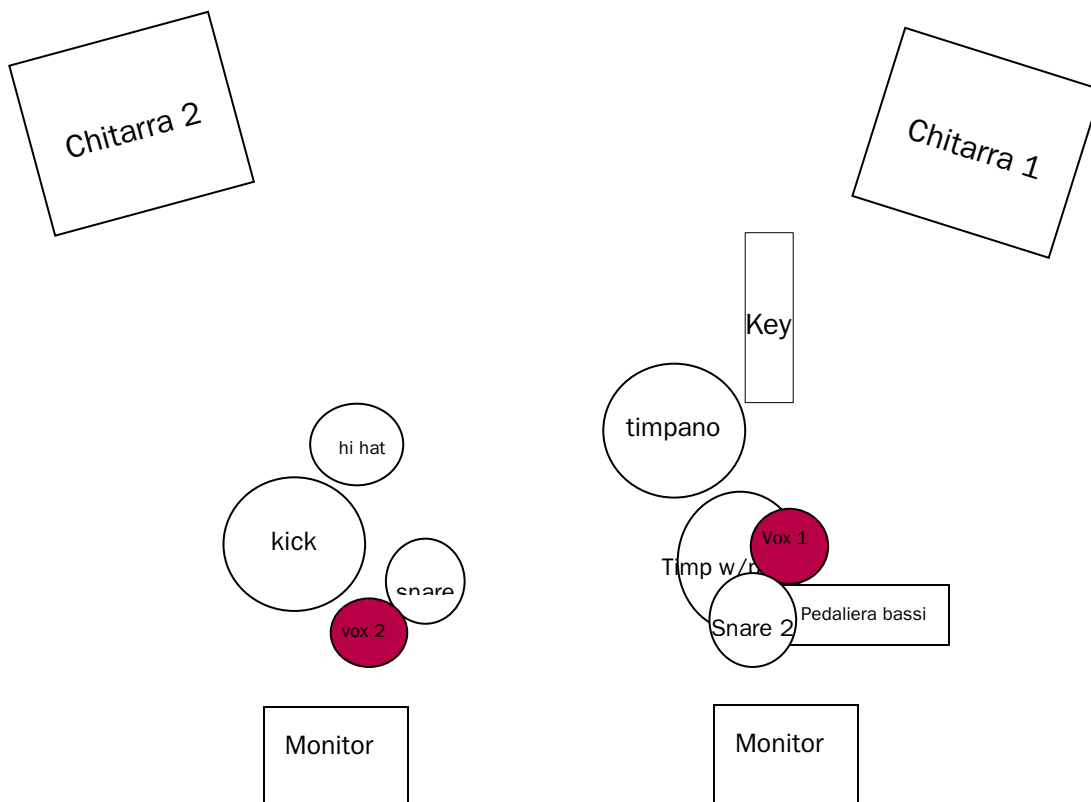 Chitarra 2
Chitarra 1
Key
timpano
hi hat
kick
Vox 1
Timp w/
snare
Pedaliera bassi
Snare 2
vox 2
Monitor
Monitor